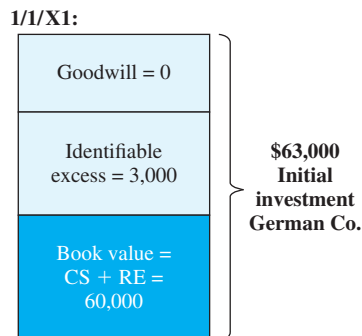 1/1/X1:
Goodwill = 0
Identifiable
excess = 3,000
Book value =
CS + RE =
60,000
$63,000
Initial
investment
German Co.